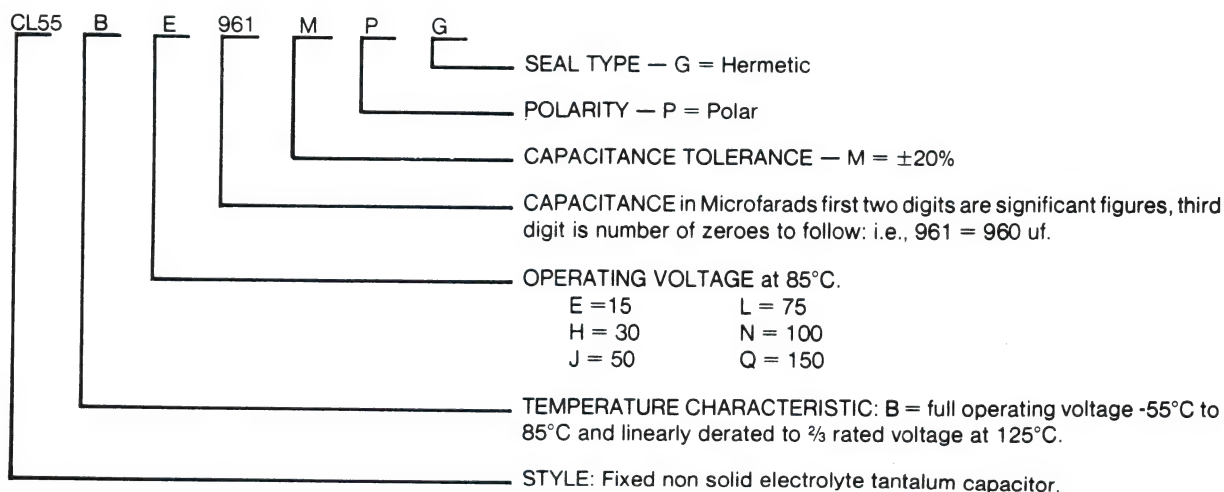 CL55 B E 961 M P G
SEAL TYPE — G = Hermetic
POLARITY — P = Polar
CAPACITANCE TOLERANCE — M = ±20%
CAPACITANCE in Microfarads first two digits are significant figures, third
digit is number of zeroes to follow: i.e., 961 = 960 uf.
OPERATING VOLTAGE at 85°C.
E =15 L = 75
H = 30 N = 100
J = 50 Q = 150
TEMPERATURE CHARACTERISTIC: B = full operating voltage -55°C to
85°C and linearly derated to ⅔ rated voltage at 125°C.
STYLE: Fixed non solid electrolyte tantalum capacitor.